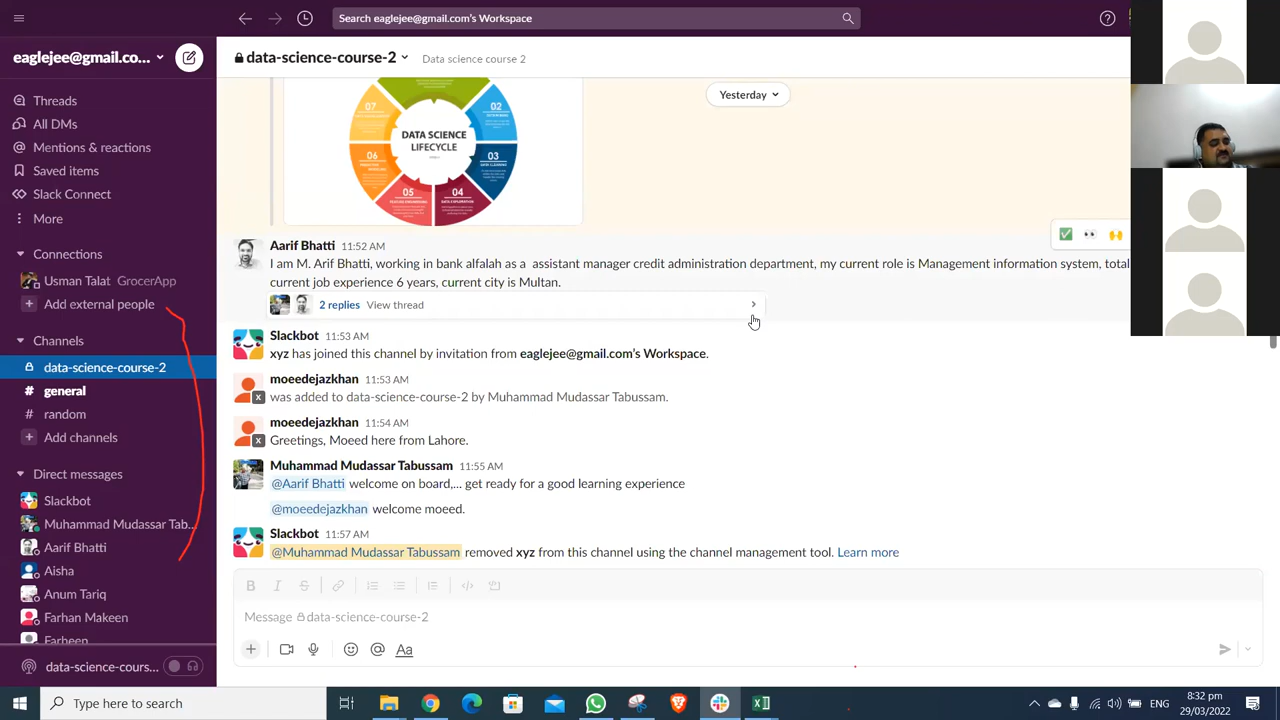 Search eaglejee@gmail.com's Workspace
eaglejee@gmail.co...
data-science-course-2
Data science course 2
Threads
All DMs
Mentions & reactions
Saved items
Slack Connect
More
Connections
Usman Talat GrocerApp
Add external people
Channels
data-science-course-2
# general
# random
Add channels
Direct messages
Slackbot
Muhammad Mudassar Tab...
Aarif Bhatti
Aisha
Anum Tariq
Farhan Makeen
Farheen
data-science-cours...
Yesterday
07
02
DATA SCIENCE
LIFECYCLE
06
03
05
04
Aarif Bhatti 11:52 AM
I am M. Arif Bhatti, working in bank alfalah as a assistant manager credit administration department, my current role is Management information system, total
current job experience 6 years, current city is Multan.
2 replies View thread
Slackbot 11:53 AM
xyz has joined this channel by invitation from eaglejee@gmail.com's Workspace.
moeedejazkhan 11:53 AM
was added to data-science-course-2 by Muhammad Mudassar Tabussam.
moeedejazkhan 11:54 AM
Greetings, Moeed here from Lahore.
Muhammad Mudassar Tabussam 11:55 AM
@Aarif Bhatti welcome on board,... get ready for a good learning experience
@moeedejazkhan welcome moeed.
Slackbot 11:57 AM
@Muhammad Mudassar Tabussam removed xyz from this channel using the channel management tool. Learn more
Message data-science-course-2
Aa
Type here to search
8:32 pm
29/03/2022